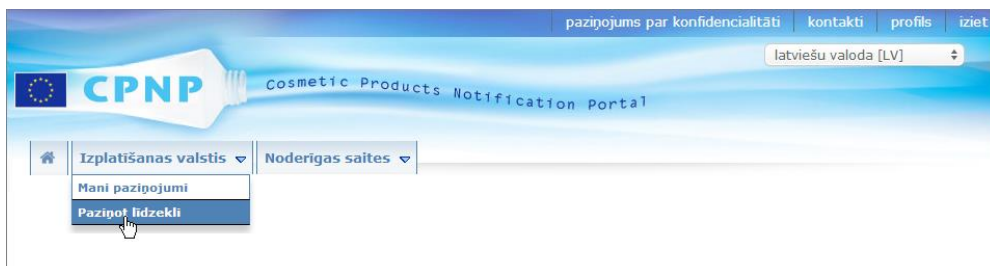 paziņojums par konfidencialitāti kontakti profils iziet
latviešu valoda [LV]
CPNP Cosmetic Products Notification Portal
Izplatīšanas valstis Noderīgas saites
Mani paziņojumi
Paziņot līdzekli